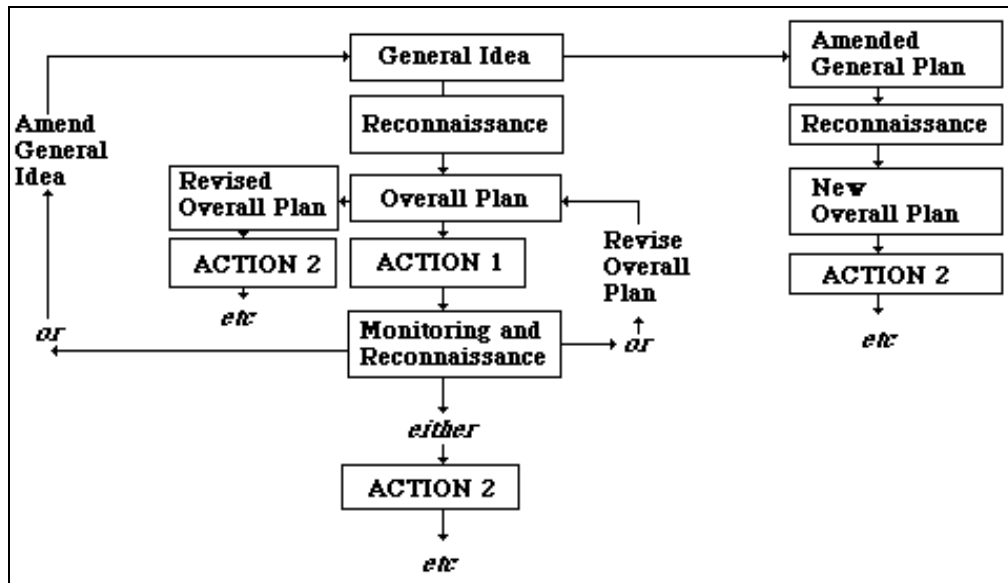 General Idea
Amended
General Plan
Amend
General
Idea
Reconnaissance
Reconnaissance
Revised
Overall Plan
Overall Plan
New
Overall Plan
Revise
Overall
Plan
ACTION 2
ACTION 1
ACTION 2
etc
or
Monitoring and
Reconnaissance
or
etc
either
ACTION 2
etc